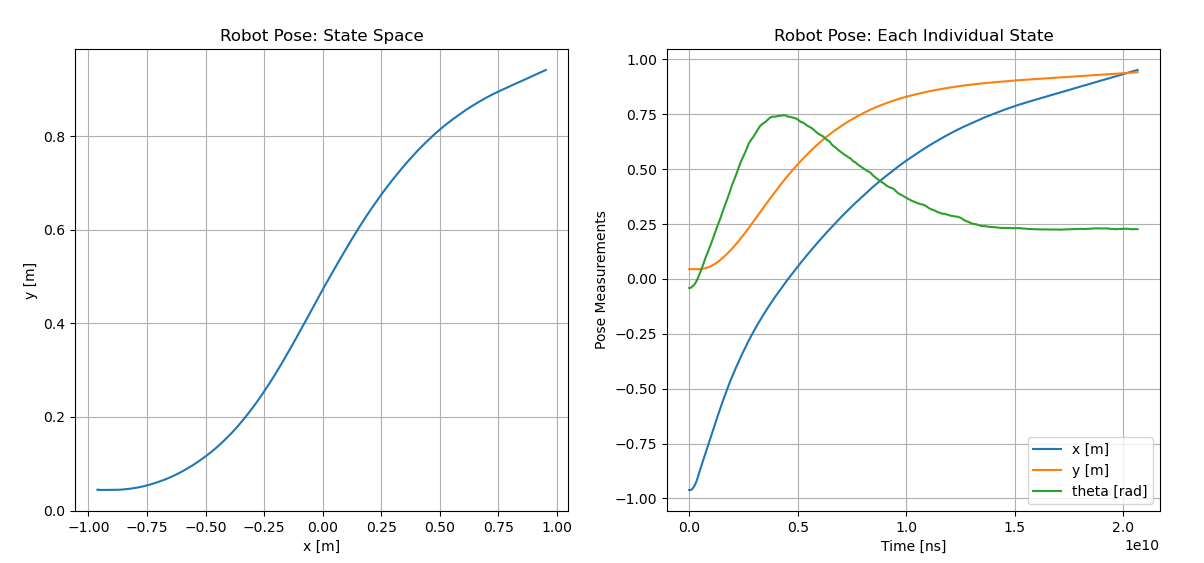 Robot Pose: State Space
y [m]
0.8
0.6
0.4
0.2
0.0
−1.00 −0.75 −0.50 −0.25 0.00 0.25 0.50 0.75 1.00
x [m]
Robot Pose: Each Individual State
Pose Measurements
1.00
0.75
0.50
0.25
0.00
−0.25
−0.50
−0.75
−1.00
x [m]
y [m]
theta [rad]
0.0 0.5 1.0 1.5 2.0
Time [ns]
1e10